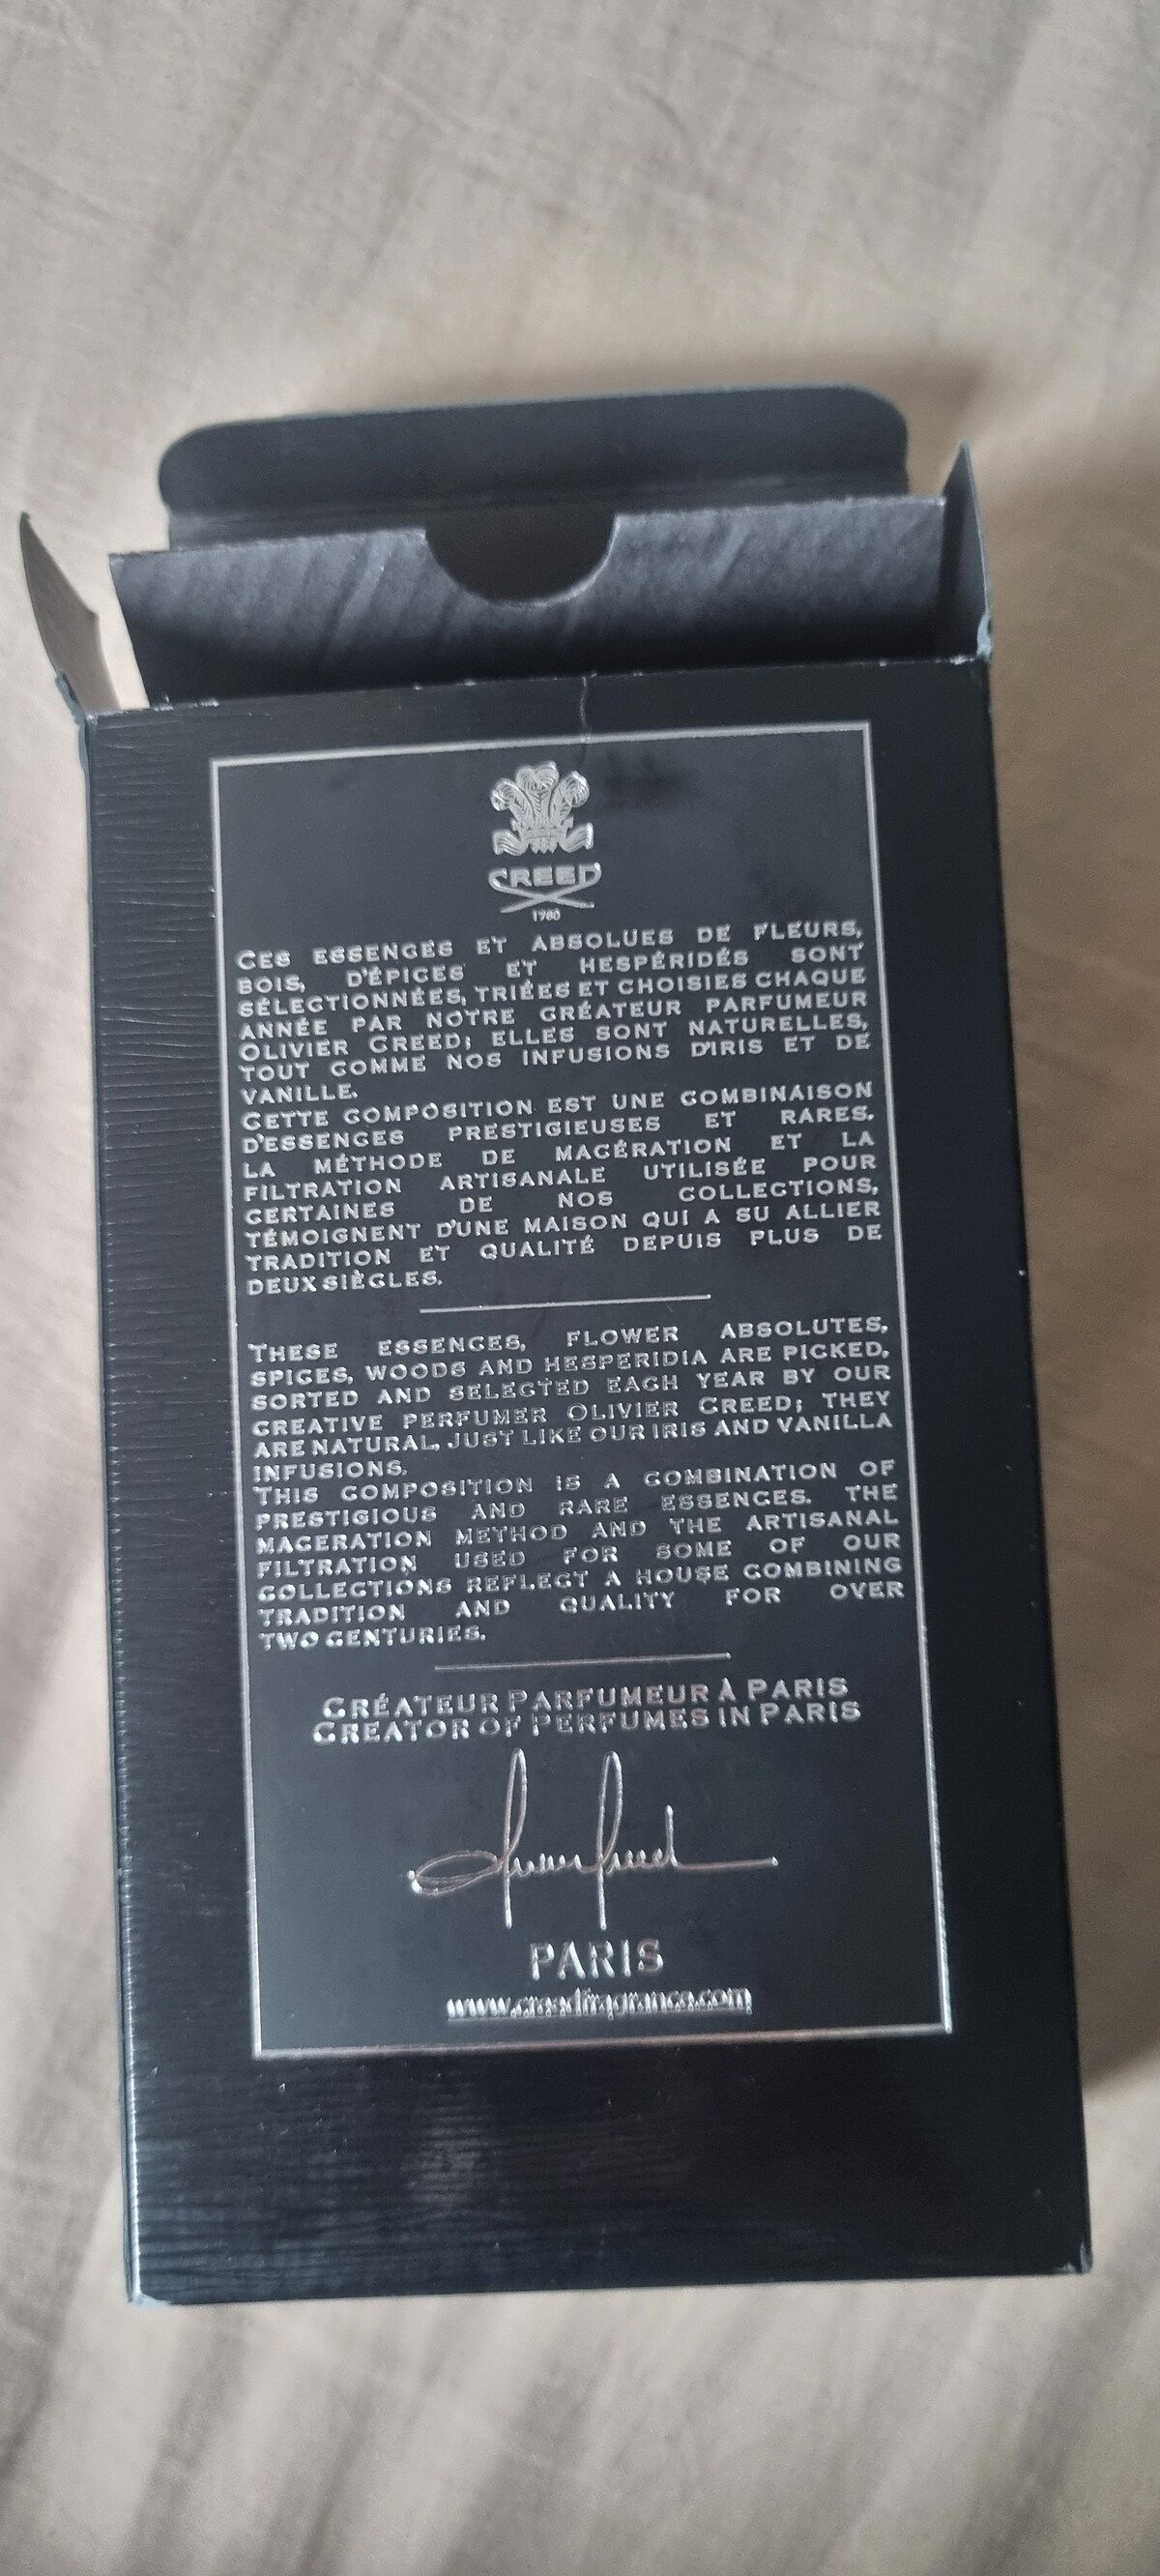 CREED
1760
CES ESSENCES ET ABSOLUES DE FLEURS,
BOIS, D'ÉPICES ET HESPÉRIDÉS SONT
SÉLECTIONNÉES, TRIÉES ET CHOISIES CHAQUE
ANNÉE PAR NOTRE CRÉATEUR PARFUMEUR
OLIVIER CREED; ELLES SONT NATURELLES,
TOUT COMME NOS INFUSIONS D'IRIS ET DE
VANILLE.
CETTE COMPOSITION EST UNE COMBINAISON
D'ESSENCES PRESTIGIEUSES ET RARES.
LA MÉTHODE DE MACÉRATION ET LA
FILTRATION ARTISANALE UTILISÉE POUR
CERTAINES DE NOS COLLECTIONS,
TÉMOIGNENT D'UNE MAISON QUI A SU ALLIER
TRADITION ET QUALITÉ DEPUIS PLUS DE
DEUX SIÈCLES.
THESE ESSENCES, FLOWER ABSOLUTES,
SPICES, WOODS AND HESPERIDIA ARE PICKED,
SORTED AND SELECTED EACH YEAR BY OUR
CREATIVE PERFUMER OLIVIER CREED; THEY
ARE NATURAL, JUST LIKE OUR IRIS AND VANILLA
INFUSIONS.
THIS COMPOSITION IS A COMBINATION OF
PRESTIGIOUS AND RARE ESSENCES. THE
MACERATION METHOD AND THE ARTISANAL
FILTRATION USED FOR SOME OF OUR
COLLECTIONS REFLECT A HOUSE COMBINING
TRADITION AND QUALITY FOR OVER
TWO CENTURIES.
CRÉATEUR PARFUMEUR À PARIS
CREATOR OF PERFUMES IN PARIS
PARIS
www.creedfragrance.com